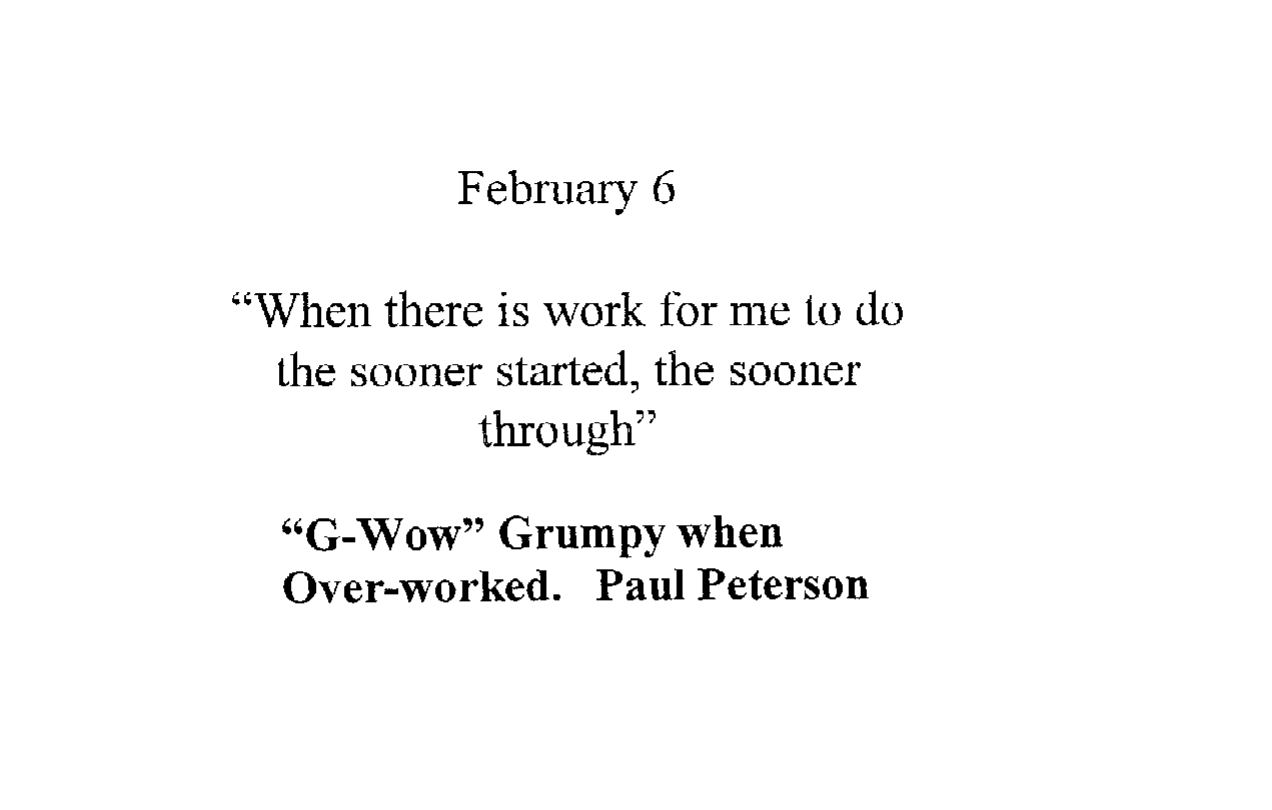 February 6
“When there is work for me to do
the sooner started, the sooner
through”
“G-Wow” Grumpy when
Over-worked. Paul Peterson